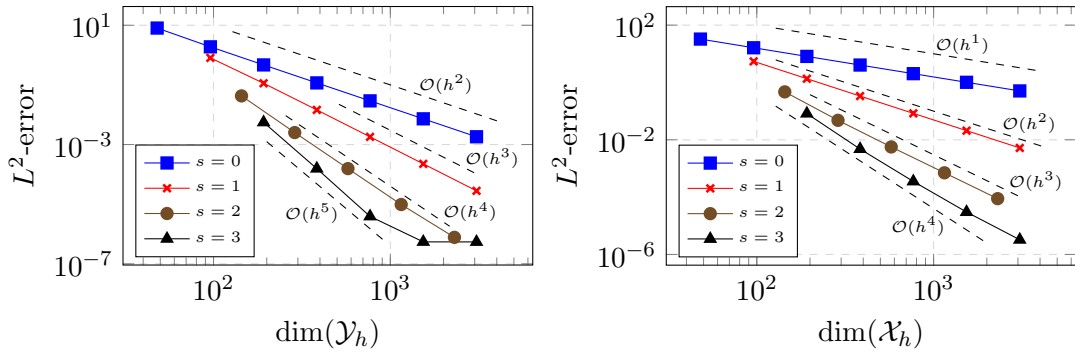 10^1
10^{-3}
10^{-7}
L^2-error
O(h^2)
O(h^3)
O(h^4)
O(h^5)
s = 0
s = 1
s = 2
s = 3
10^2
10^3
dim(Y_h)
10^2
10^{-2}
10^{-6}
L^2-error
O(h^1)
O(h^2)
O(h^3)
O(h^4)
s = 0
s = 1
s = 2
s = 3
10^2
10^3
dim(X_h)